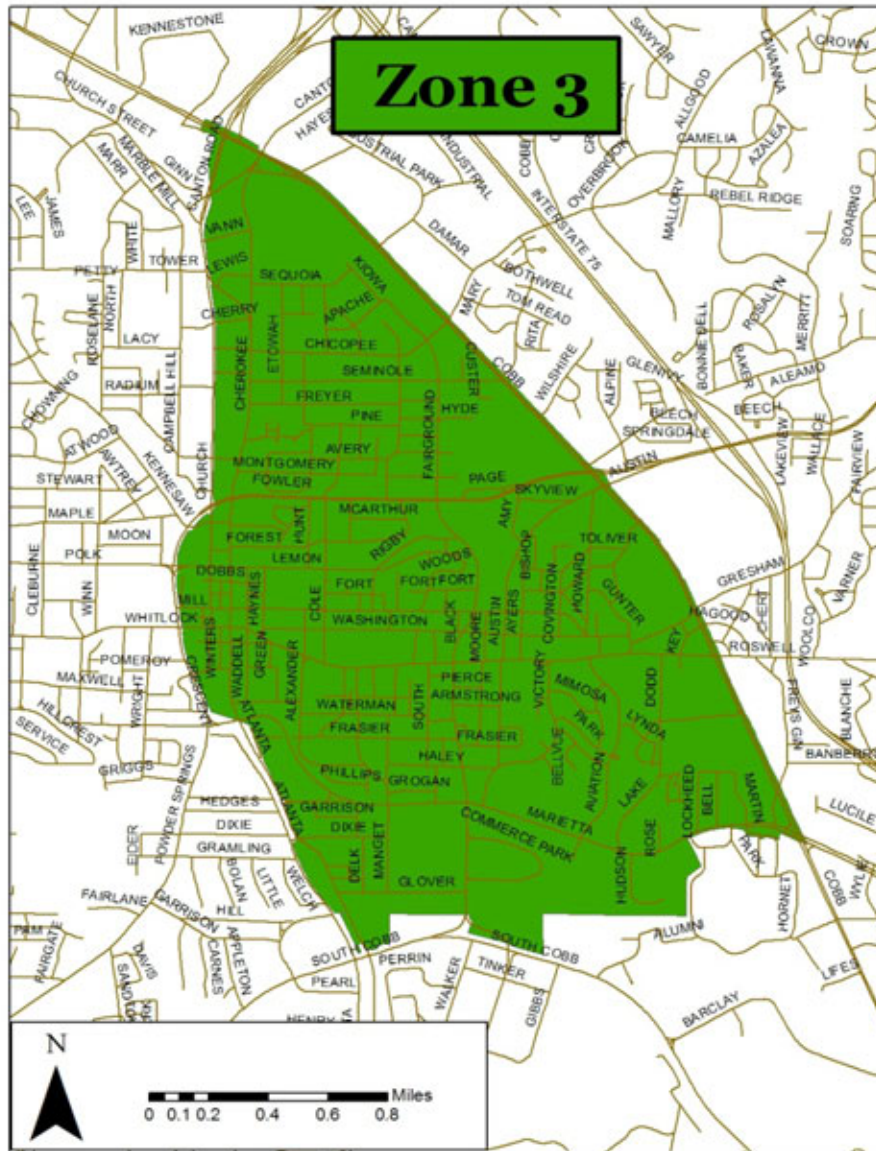 Zone 3
KENNESTONE
CHURCH STREET
MARBLE MILL
MARR
GINN
CANTON ROAD
INDUSTRIAL
SAWYER
LAWANNA
CROWN
ALLGOOD
COBB
OVERBROOK
CAMELIA
AZALEA
INTERSTATE 75
MALLORY
REBEL RIDGE
SOARING
LEE
JAMES
WHITE
VANN
DAMAR
PETTY
TOWER
LEWIS
SEQUOIA
KIOWA
BOTHWELL
MARY
TOM READ
ROSELANE
NORTH
CHERRY
APACHE
RITA
BONNIE DELL
ROSALYN
MERRITT
LACY
CAMPBELL HILL
ETOWAH
CHICOPEE
CUSTER
COBB
WILSHIRE
ALPINE
GLENIVY
BAKER
ALEAMO
RADIUM
CHEROKEE
SEMINOLE
CHOWNING
FREYER
FAIRGROUND
HYDE
BEECH
BEECH
PINE
SPRINGDALE
ATWOOD
AWTREY
KENNESAW
CHURCH
AVERY
LAKEVIEW
WALLACE
FAIRVIEW
MONTGOMERY
AUSTIN
STEWART
FOWLER
PAGE
SKYVIEW
MAPLE
MCARTHUR
AMY
MOON
FOREST
HUNT
RIGBY
TOLIVER
POLK
LEMON
WOODS
BISHOP
GRESHAM
CLEBURNE
WINN
DOBBS
FORT
FORT
FORT
COVINGTON
HOWARD
VARNER
MILL
HAYNES
COLE
GUNTER
CHERT
WOOLCO
WHITLOCK
WASHINGTON
BLACK
MOORE
AUSTIN
AYERS
HAGOOD
KEY
ROSWELL
POMEROY
WINTERS
WADDELL
GREEN
ALEXANDER
PIERCE
VICTORY
MIMOSA
DODD
MAXWELL
WRIGHT
CRESCENT
WATERMAN
SOUTH
ARMSTRONG
FREYS GIN
BLANCHE
HILLCREST
SERVICE
ATLANTA
FRASIER
FRASIER
PARK
LYNDA
GRIGGS
HALEY
BELLVUE
AVIATION
BANBERRY
PHILLIPS
GROGAN
LAKE
LOCKHEED
BELL
MARTIN
HEDGES
ATLANTA
GARRISON
MARIETTA
LUCILE
POWDER SPRINGS
DIXIE
DIXIE
COMMERCE PARK
ELDER
GRAMLING
DELK
MANGET
HUDSON
ROSE
PARK
BOLAN
LITTLE
WELCH
GLOVER
HORNET
COBB
WYLIE
FAIRLANE
GARRISON
HILL
PAM
FAIRGATE
DAVIS
CARNES
APPLETON
SOUTH COBB
SOUTH COBB
ALUMNI
PERRIN
WALKER
TINKER
GIBBS
PEARL
LIFES
BARCLAY
HENRY
N
Miles
0 0.1 0.2 0.4 0.6 0.8